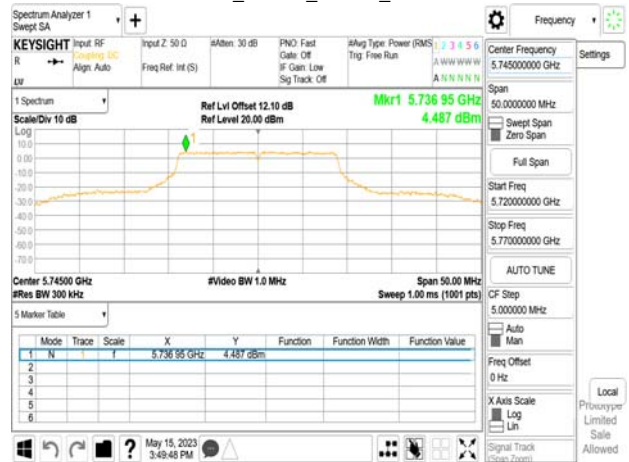 Spectrum Analyzer 1
Swept SA
Frequency
KEYSIGHT
R
Input: RF
Coupling: DC
Align: Auto
Input Z: 50 Ω
Freq Ref: Int (S)
#Atten: 30 dB
PNO: Fast
Gate: Off
IF Gain: Low
Sig Track: Off
#Avg Type: Power (RMS
Trig: Free Run
1 2 3 4 5 6
A W W W W W
A N N N N N
1 Spectrum
Scale/Div 10 dB
Ref Lvl Offset 12.10 dB
Ref Level 20.00 dBm
Mkr1 5.736 95 GHz
4.487 dBm
Log
10.0
0.00
-10.0
-20.0
-30.0
-40.0
-50.0
-60.0
-70.0
1
Center 5.74500 GHz
#Res BW 300 kHz
#Video BW 1.0 MHz
Span 50.00 MHz
Sweep 1.00 ms (1001 pts)
5 Marker Table
Mode Trace Scale X Y Function Function Width Function Value
1 N 1 f 5.736 95 GHz 4.487 dBm
2
3
4
5
6
May 15, 2023
3:49:48 PM
Center Frequency
5.745000000 GHz
Settings
Span
50.0000000 MHz
Swept Span
Zero Span
Full Span
Start Freq
5.720000000 GHz
Stop Freq
5.770000000 GHz
AUTO TUNE
CF Step
5.000000 MHz
Auto
Man
Freq Offset
0 Hz
X Axis Scale
Log
Lin
Signal Track
(Span Zoom)
Local
Prototype
Limited
Sale
Allowed